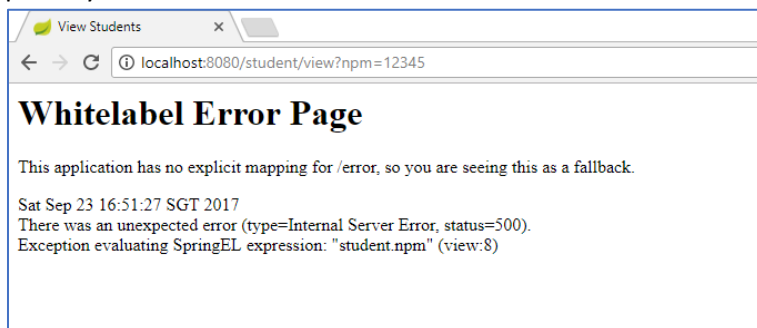 View Students
localhost:8080/student/view?npm=12345
Whitelabel Error Page
This application has no explicit mapping for /error, so you are seeing this as a fallback.
Sat Sep 23 16:51:27 SGT 2017
There was an unexpected error (type=Internal Server Error, status=500).
Exception evaluating SpringEL expression: "student.npm" (view:8)